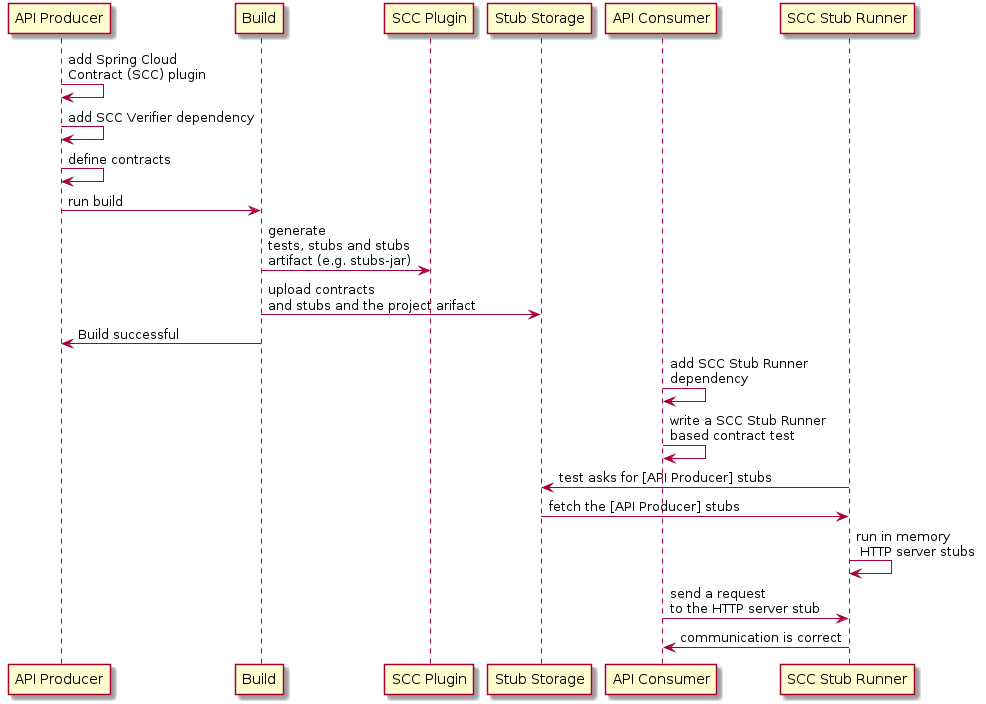 API Producer
Build
SCC Plugin
Stub Storage
API Consumer
SCC Stub Runner
add Spring Cloud
Contract (SCC) plugin
add SCC Verifier dependency
define contracts
run build
generate
tests, stubs and stubs
artifact (e.g. stubs-jar)
upload contracts
and stubs and the project arifact
Build successful
add SCC Stub Runner
dependency
write a SCC Stub Runner
based contract test
test asks for [API Producer] stubs
fetch the [API Producer] stubs
run in memory
HTTP server stubs
send a request
to the HTTP server stub
communication is correct
API Producer
Build
SCC Plugin
Stub Storage
API Consumer
SCC Stub Runner